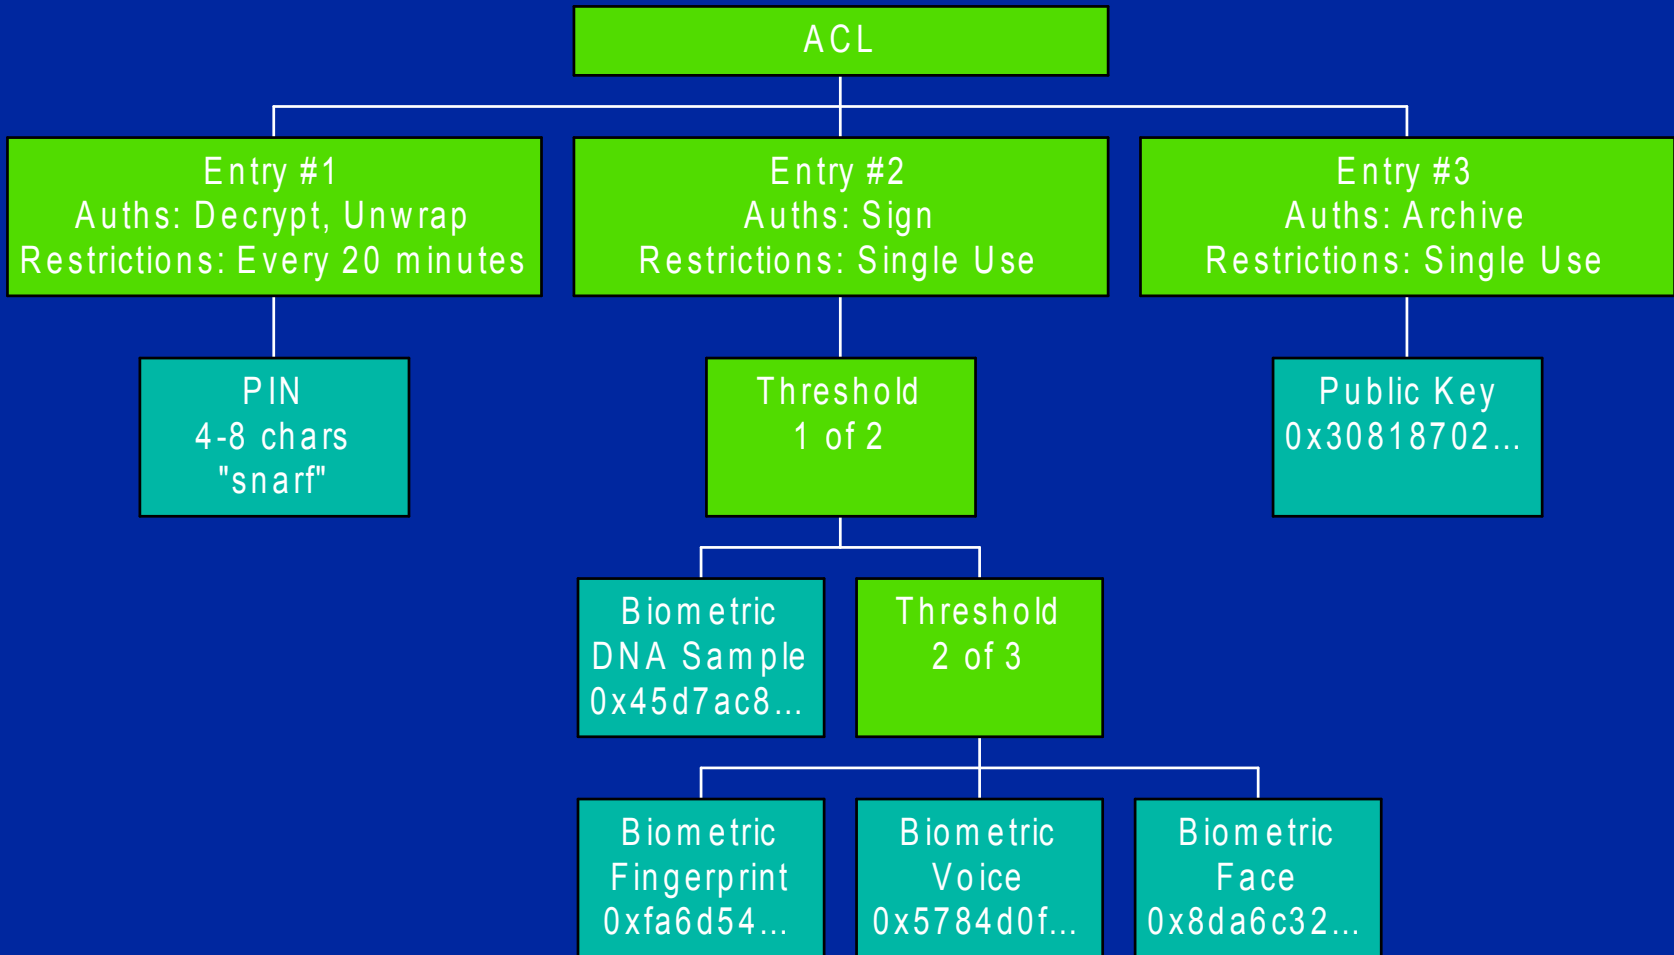 ACL
Entry #1
Auths: Decrypt, Unwrap
Restrictions: Every 20 minutes
Entry #2
Auths: Sign
Restrictions: Single Use
Entry #3
Auths: Archive
Restrictions: Single Use
PIN
4-8 chars
"snarf"
Threshold
1 of 2
Public Key
0x30818702...
Biometric
DNA Sample
0x45d7ac8...
Threshold
2 of 3
Biometric
Fingerprint
0xfa6d54...
Biometric
Voice
0x5784d0f...
Biometric
Face
0x8da6c32...